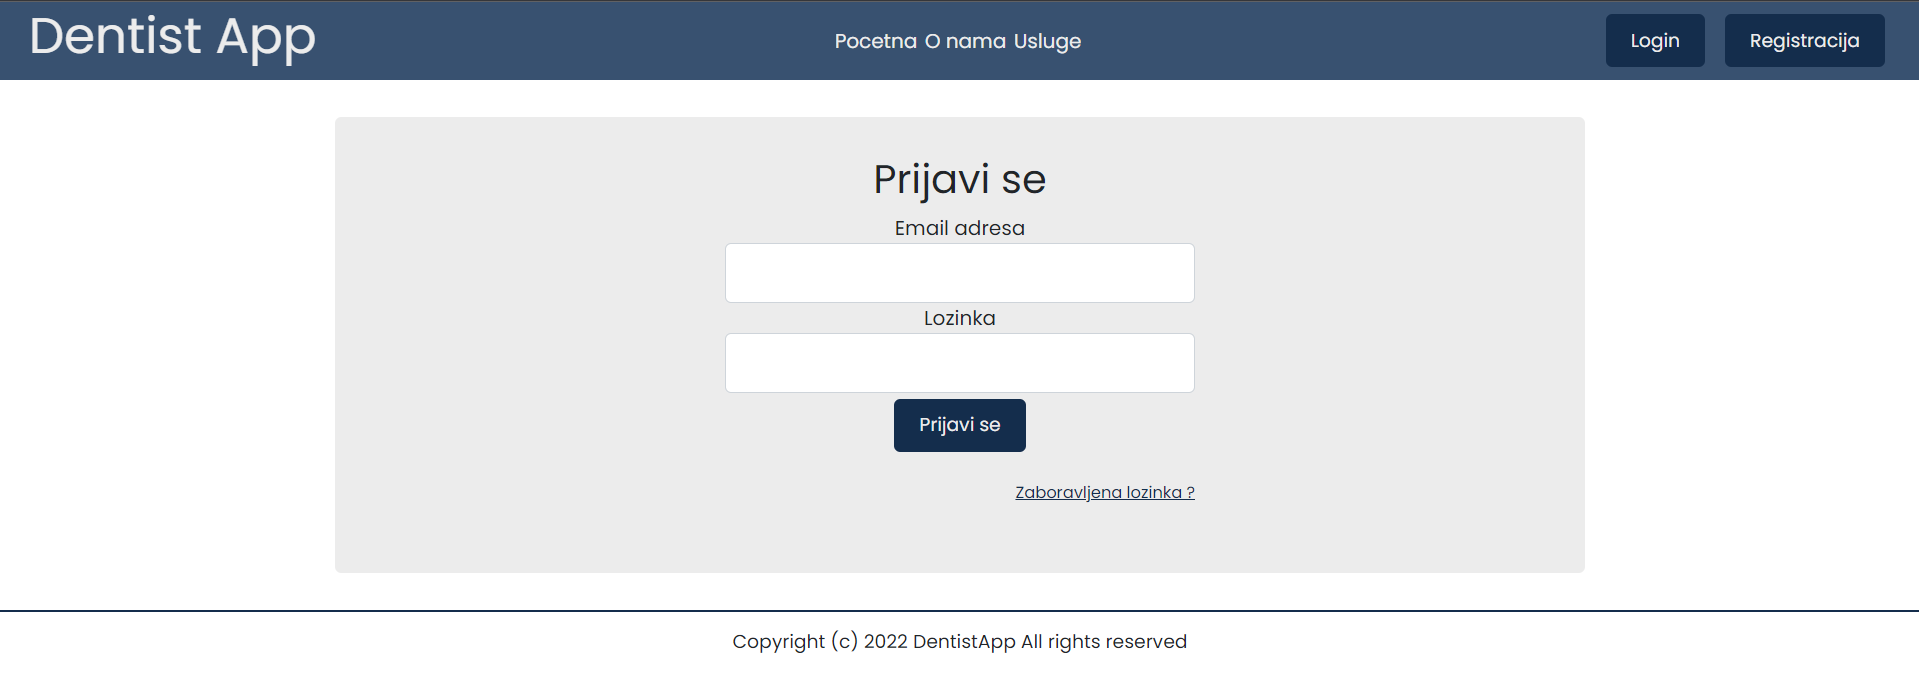 Dentist App
Pocetna O nama Usluge
Login
Registracija
Prijavi se
Email adresa
Lozinka
Prijavi se
Zaboravljena lozinka ?
Copyright (c) 2022 DentistApp All rights reserved